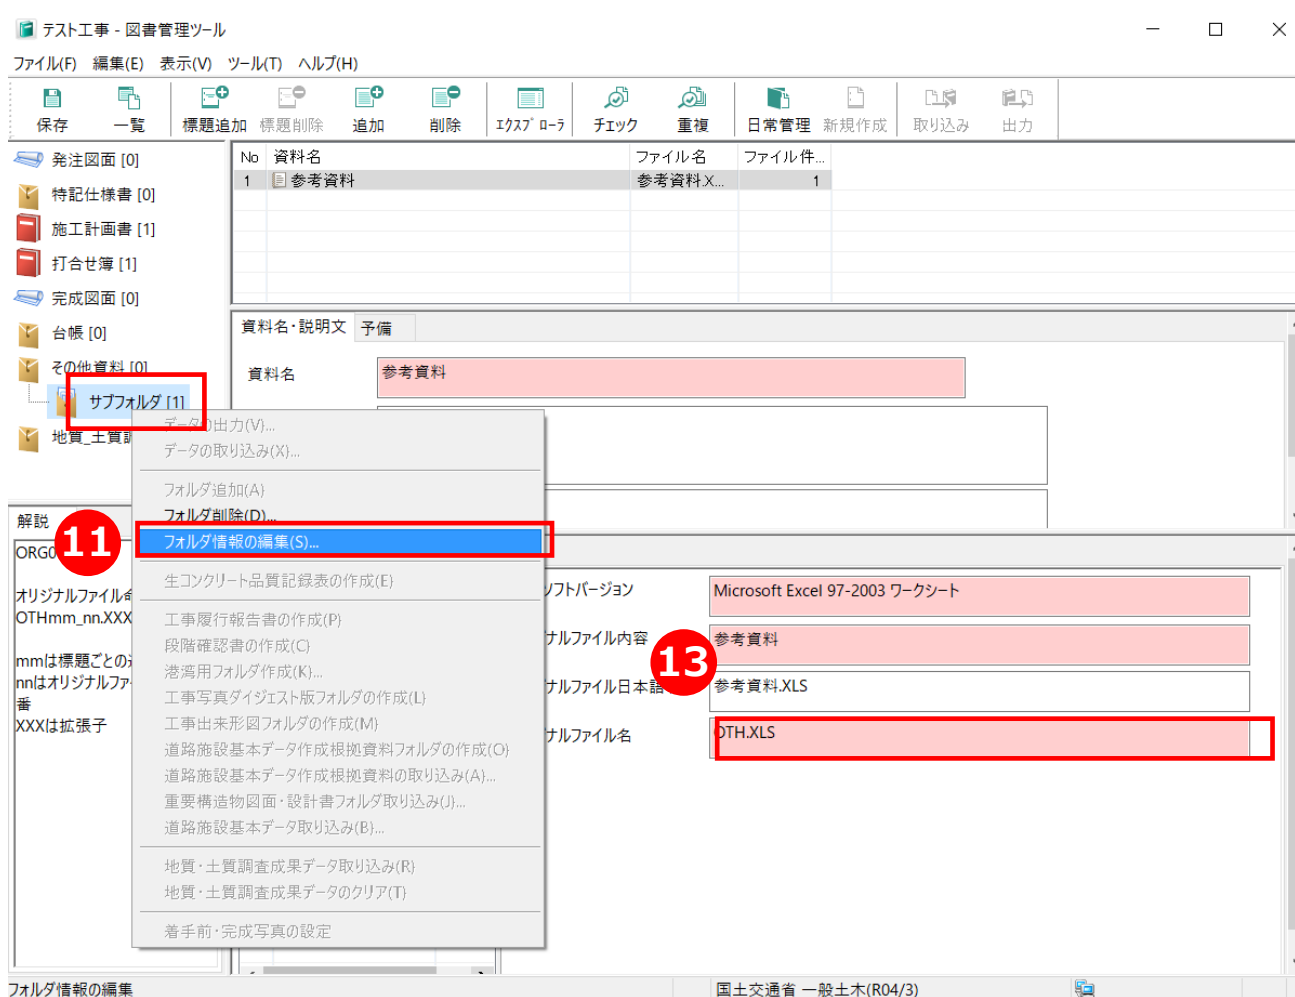 テスト工事 - 図書管理ツール
ファイル(F) 編集(E) 表示(V) ツール(T) ヘルプ(H)
保存 一覧 標題追加 標題削除 追加 削除 エクスプローラ チェック 重複 日常管理 新規作成 取り込み 出力
発注図面 [0]
特記仕様書 [0]
施工計画書 [1]
打合せ簿 [1]
完成図面 [0]
台帳 [0]
その他資料 [0]
サブフォルダ [1]
地質_土質
No 資料名 ファイル名 ファイル件...
1 参考資料 参考資料.X... 1
資料名・説明文 予備
資料名 参考資料
データの出力(V)...
データの取り込み(X)...
フォルダ追加(A)
フォルダ削除(D)...
フォルダ情報の編集(S)...
生コンクリート品質記録表の作成(E)
工事履行報告書の作成(P)
段階確認書の作成(C)
港湾用フォルダ作成(K)...
工事写真ダイジェスト版フォルダの作成(L)
工事出来形図フォルダの作成(M)
道路施設基本データ作成根拠資料フォルダの作成(O)
道路施設基本データ作成根拠資料の取り込み(A)...
重要構造物図面・設計書フォルダ取り込み(J)...
道路施設基本データ取り込み(B)...
地質・土質調査成果データ取り込み(R)
地質・土質調査成果データのクリア(T)
着手前・完成写真の設定
解説
11
ORG0
オリジナルファイル命
OTHmm_nn.XXX
mmは標題ごとの
nnはオリジナルファ
番
XXXは拡張子
ソフトバージョン Microsoft Excel 97-2003 ワークシート
ナルファイル内容 参考資料
13
ナルファイル日本語 参考資料.XLS
ナルファイル名 OTH.XLS
フォルダ情報の編集 国土交通省 一般土木(R04/3)